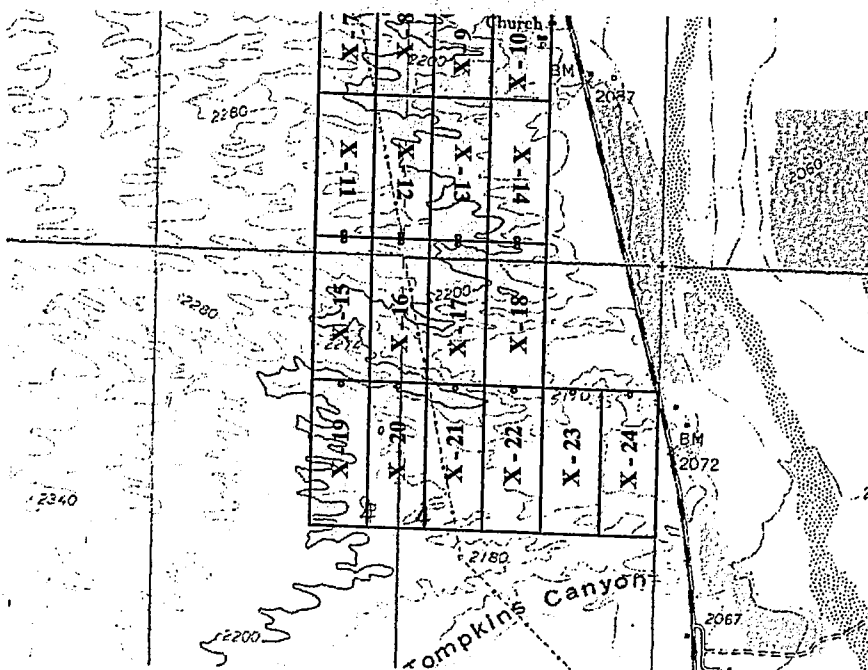 Church
X - 7
X - 8
X - 9
X - 10
2200
BM
2087
2280
X - 11
X - 12
X - 13
X - 14
2060
X - 15
X - 16
X - 17
X - 18
2200
2280
2190
X - 19
X - 20
X - 21
X - 22
X - 23
X - 24
BM
2072
2340
2180
Tompkins Canyon
2200
2067